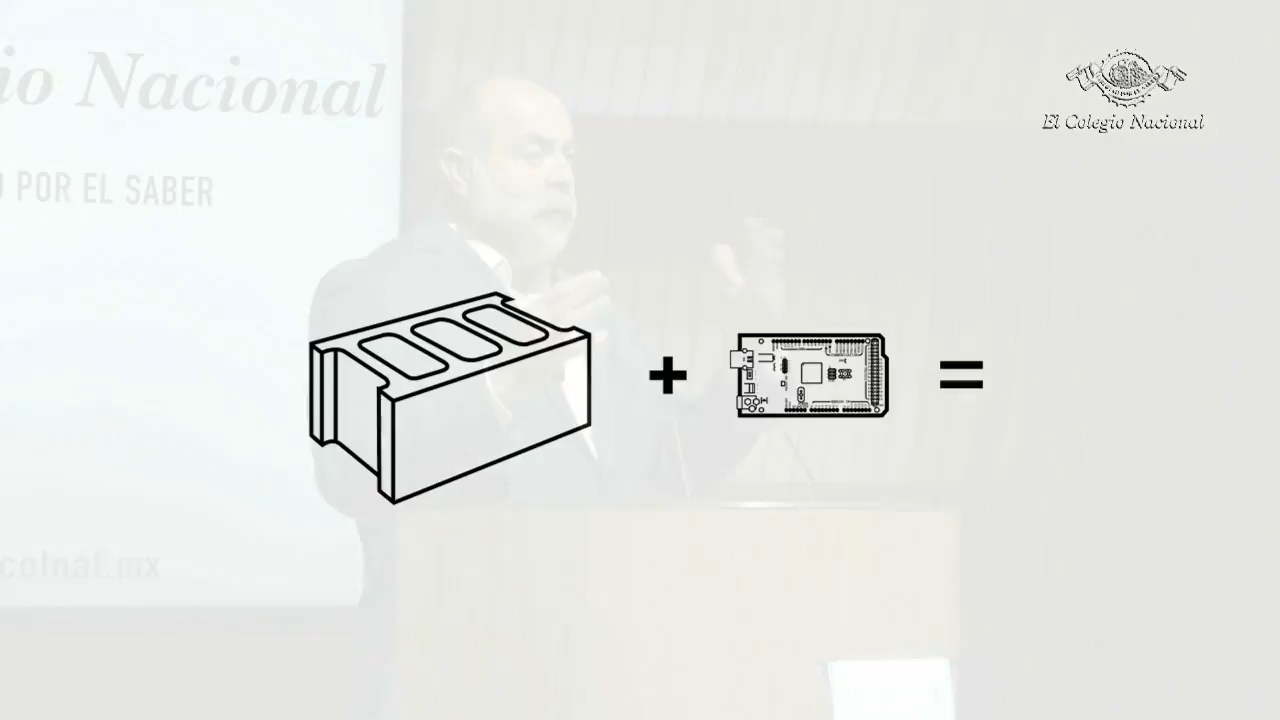 io Nacional
O POR EL SABER
colnal.mx
El Colegio Nacional
+
=